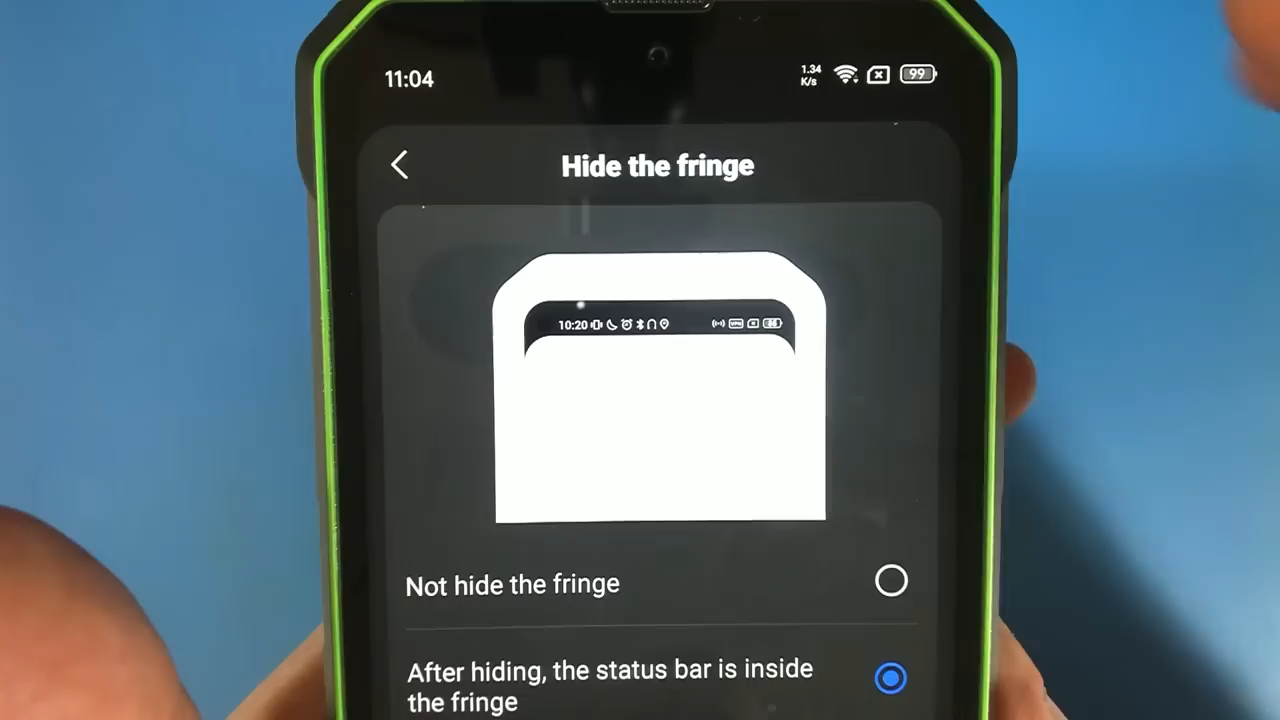 11:04
1.34
K/s
99
Hide the fringe
10:20
VPN
Not hide the fringe
After hiding, the status bar is inside
the fringe